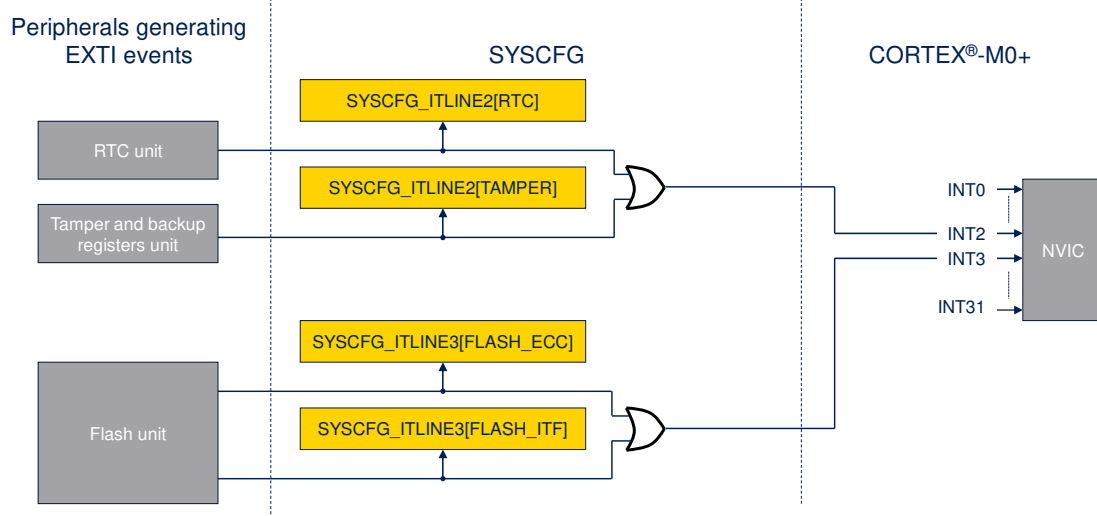 Peripherals generating
EXTI events
SYSCFG
CORTEX®-M0+
SYSCFG_ITLINE2[RTC]
RTC unit
SYSCFG_ITLINE2[TAMPER]
Tamper and backup
registers unit
INT0
INT2
INT3
INT31
NVIC
SYSCFG_ITLINE3[FLASH_ECC]
Flash unit
SYSCFG_ITLINE3[FLASH_ITF]